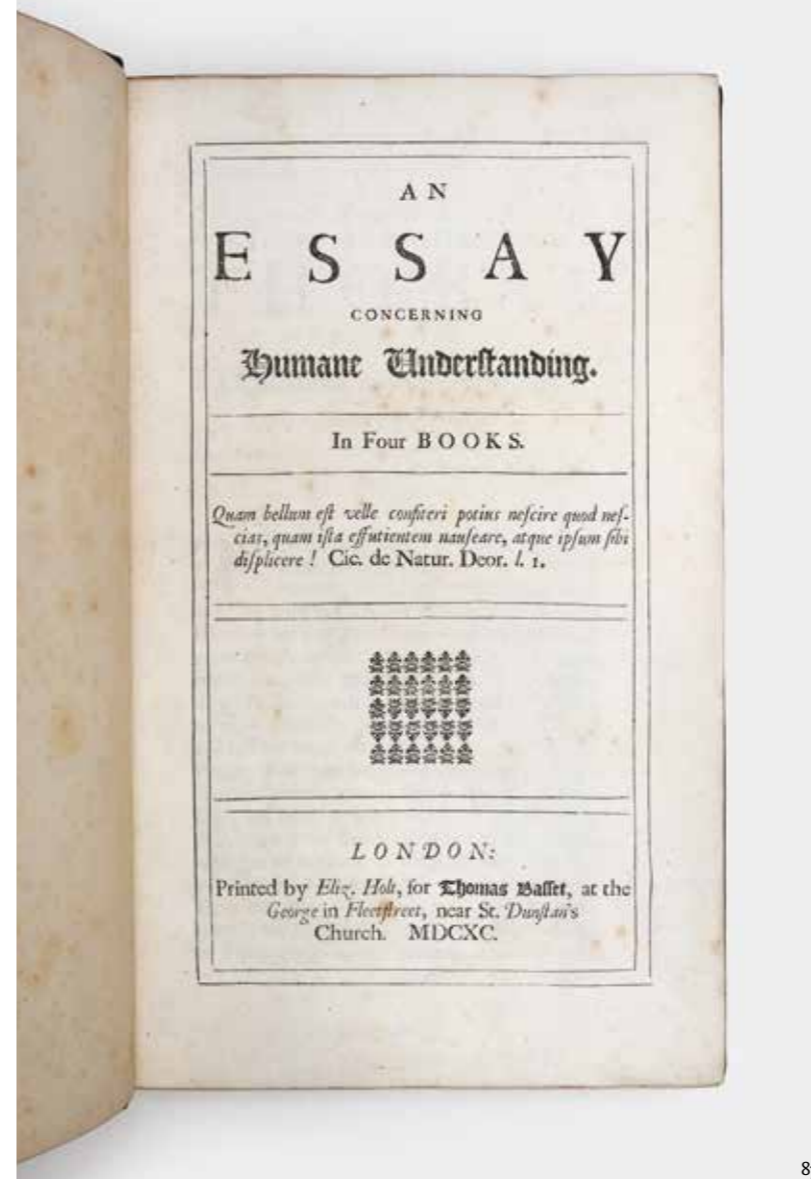 AN
ESSAY
CONCERNING
Humane Underſtanding.
In Four BOOKS.
Quam bellum eſt velle confiteri potius neſcire quod neſ-
cias, quam iſta effutientem nauſeare, atque ipſum ſibi
diſplicere ! Cic. de Natur. Deor. l. 1.
LONDON:
Printed by Eliz. Holt, for Thomas Baſſet, at the
George in Fleetſtreet, near St. Dunſtan's
Church. MDCXC.
8